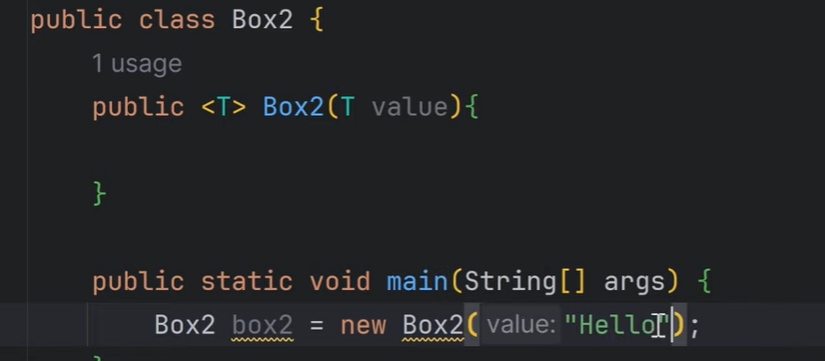 public class Box2 {
1 usage
public <T> Box2(T value){
}
public static void main(String[] args) {
Box2 box2 = new Box2( value: "Hello");
}